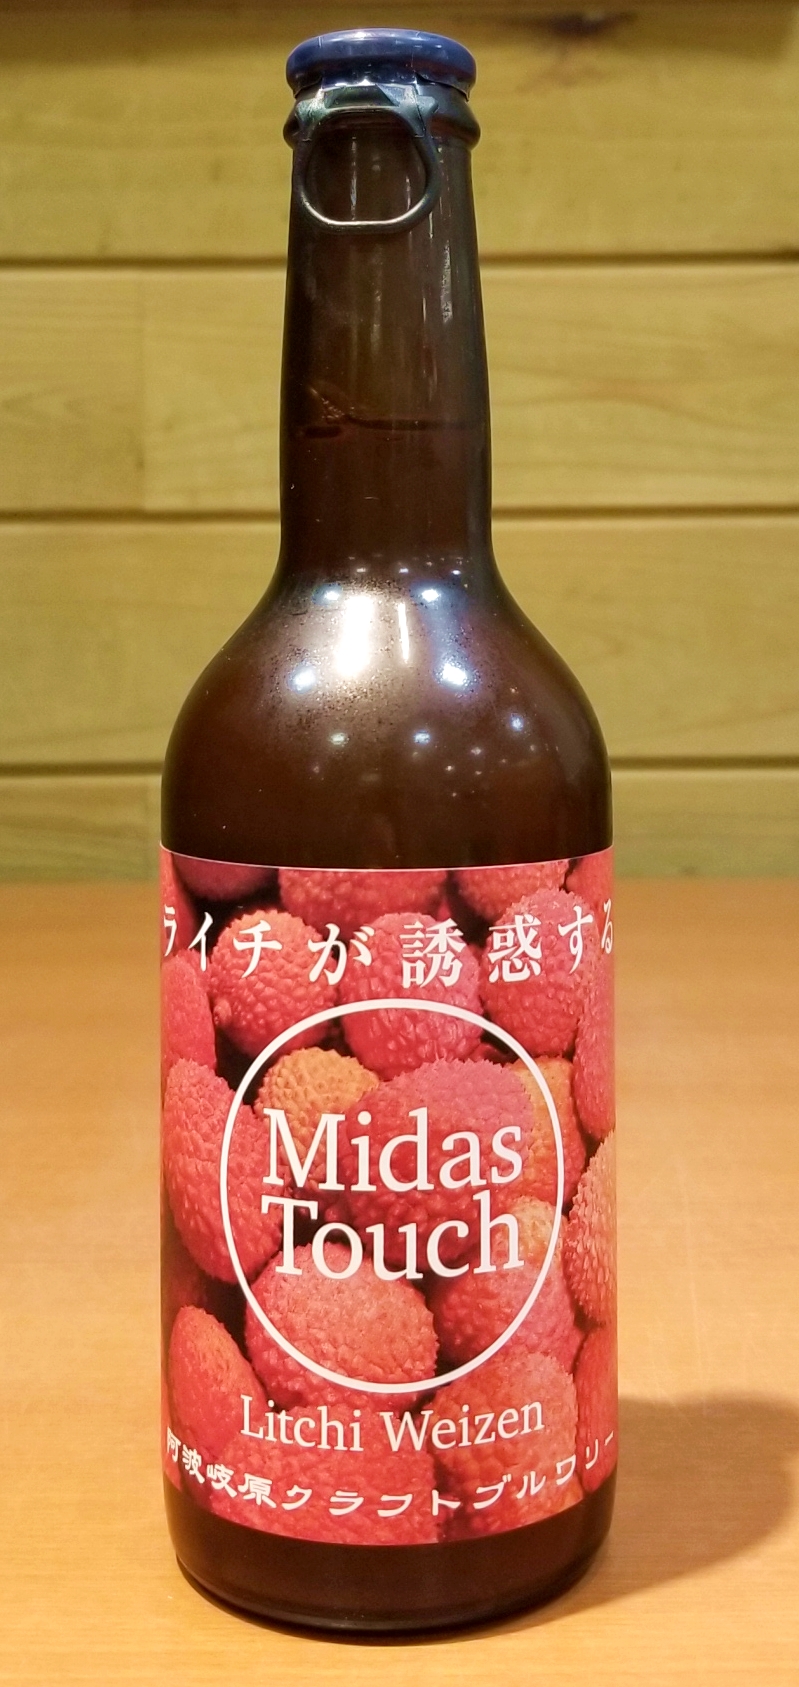 ライチが誘惑する
Midas
Touch
Litchi Weizen
阿波岐原クラフトブルワリー